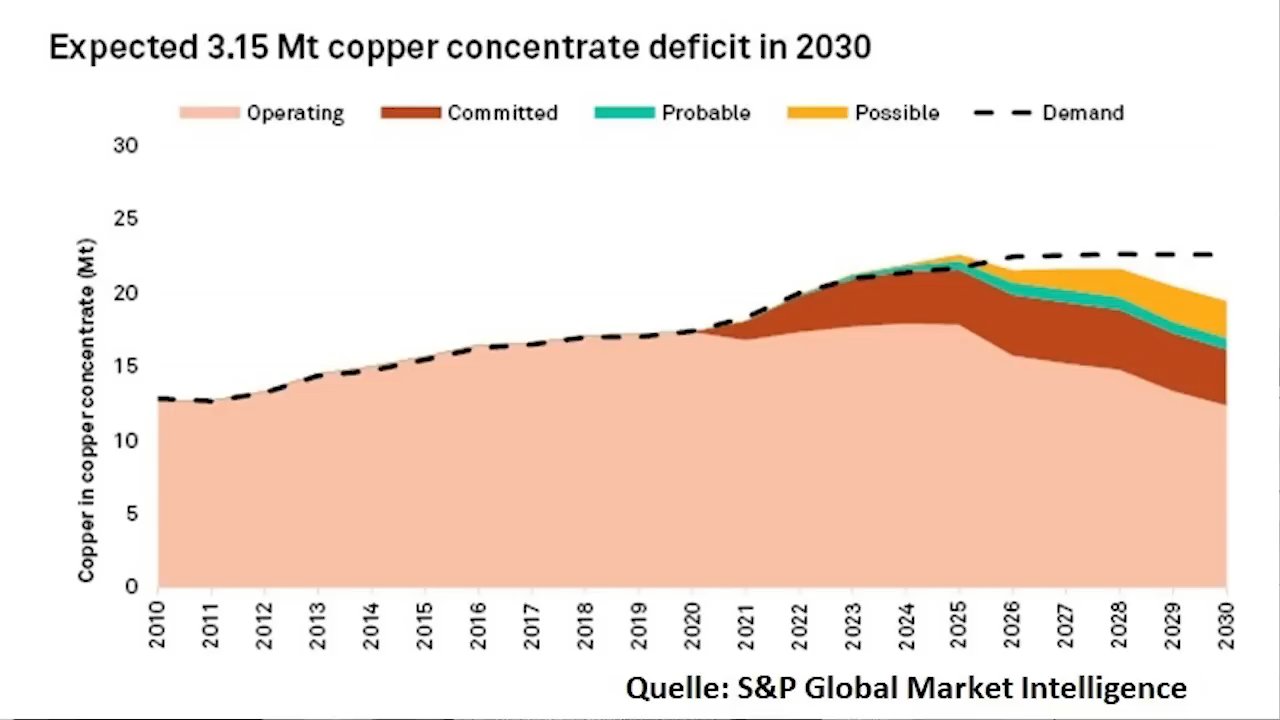 Expected 3.15 Mt copper concentrate deficit in 2030
Operating Committed Probable Possible Demand
Copper in copper concentrate (Mt)
30
25
20
15
10
5
0
2010 2011 2012 2013 2014 2015 2016 2017 2018 2019 2020 2021 2022 2023 2024 2025 2026 2027 2028 2029 2030
Quelle: S&P Global Market Intelligence